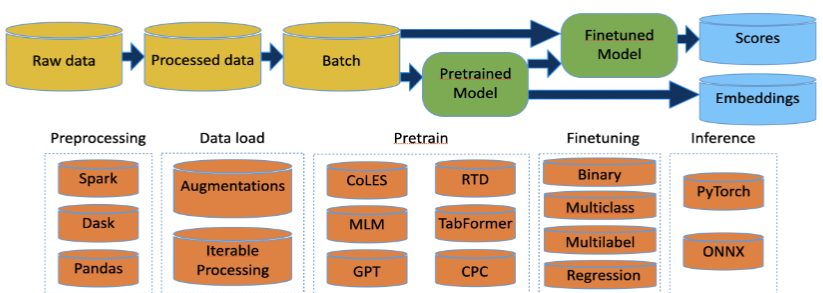 Raw data
Processed data
Batch
Pretrained
Model
Finetuned
Model
Scores
Embeddings
Preprocessing
Spark
Dask
Pandas
Data load
Augmentations
Iterable
Processing
Pretrain
CoLES
RTD
MLM
TabFormer
GPT
CPC
Finetuning
Binary
Multiclass
Multilabel
Regression
Inference
PyTorch
ONNX